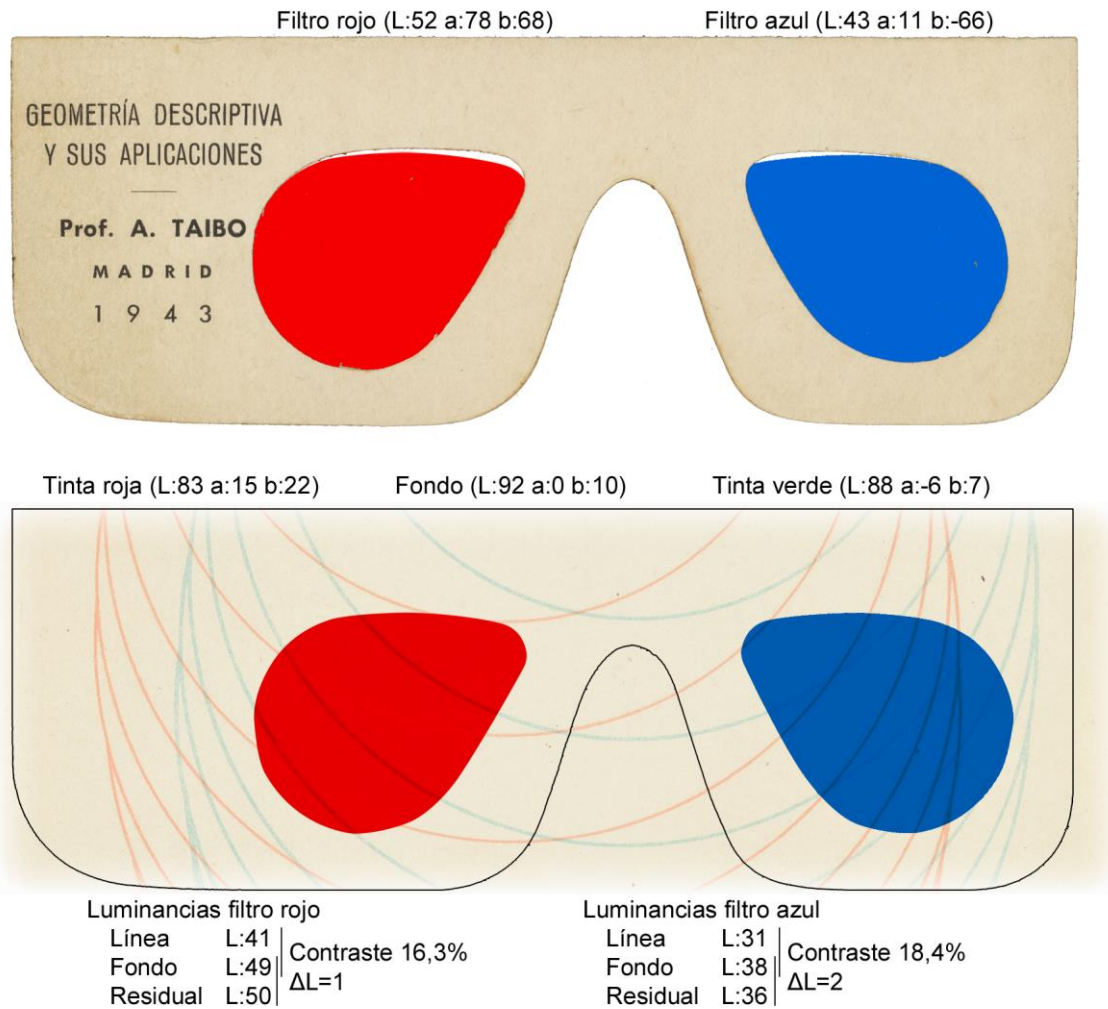 Filtro rojo (L:52 a:78 b:68) Filtro azul (L:43 a:11 b:-66)
GEOMETRÍA DESCRIPTIVA
Y SUS APLICACIONES
Prof. A. TAIBO
MADRID
1943
Tinta roja (L:83 a:15 b:22) Fondo (L:92 a:0 b:10) Tinta verde (L:88 a:-6 b:7)
Luminancias filtro rojo
Línea L:41
Fondo L:49
Residual L:50
Contraste 16,3%
ΔL=1
Luminancias filtro azul
Línea L:31
Fondo L:38
Residual L:36
Contraste 18,4%
ΔL=2